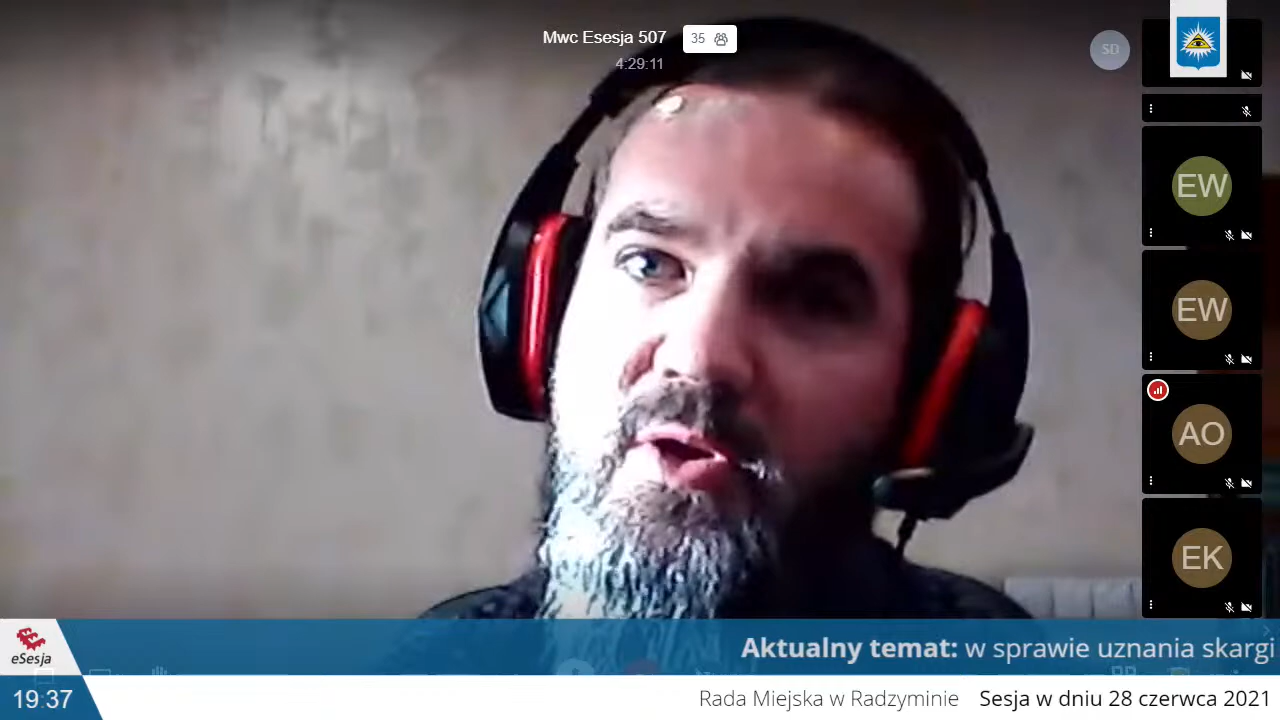 Mwc Esesja 507
35
4:29:11
SD
EW
EW
AO
EK
Aktualny temat: w sprawie uznania skargi
eSesja
19:37
Rada Miejska w Radzyminie Sesja w dniu 28 czerwca 2021